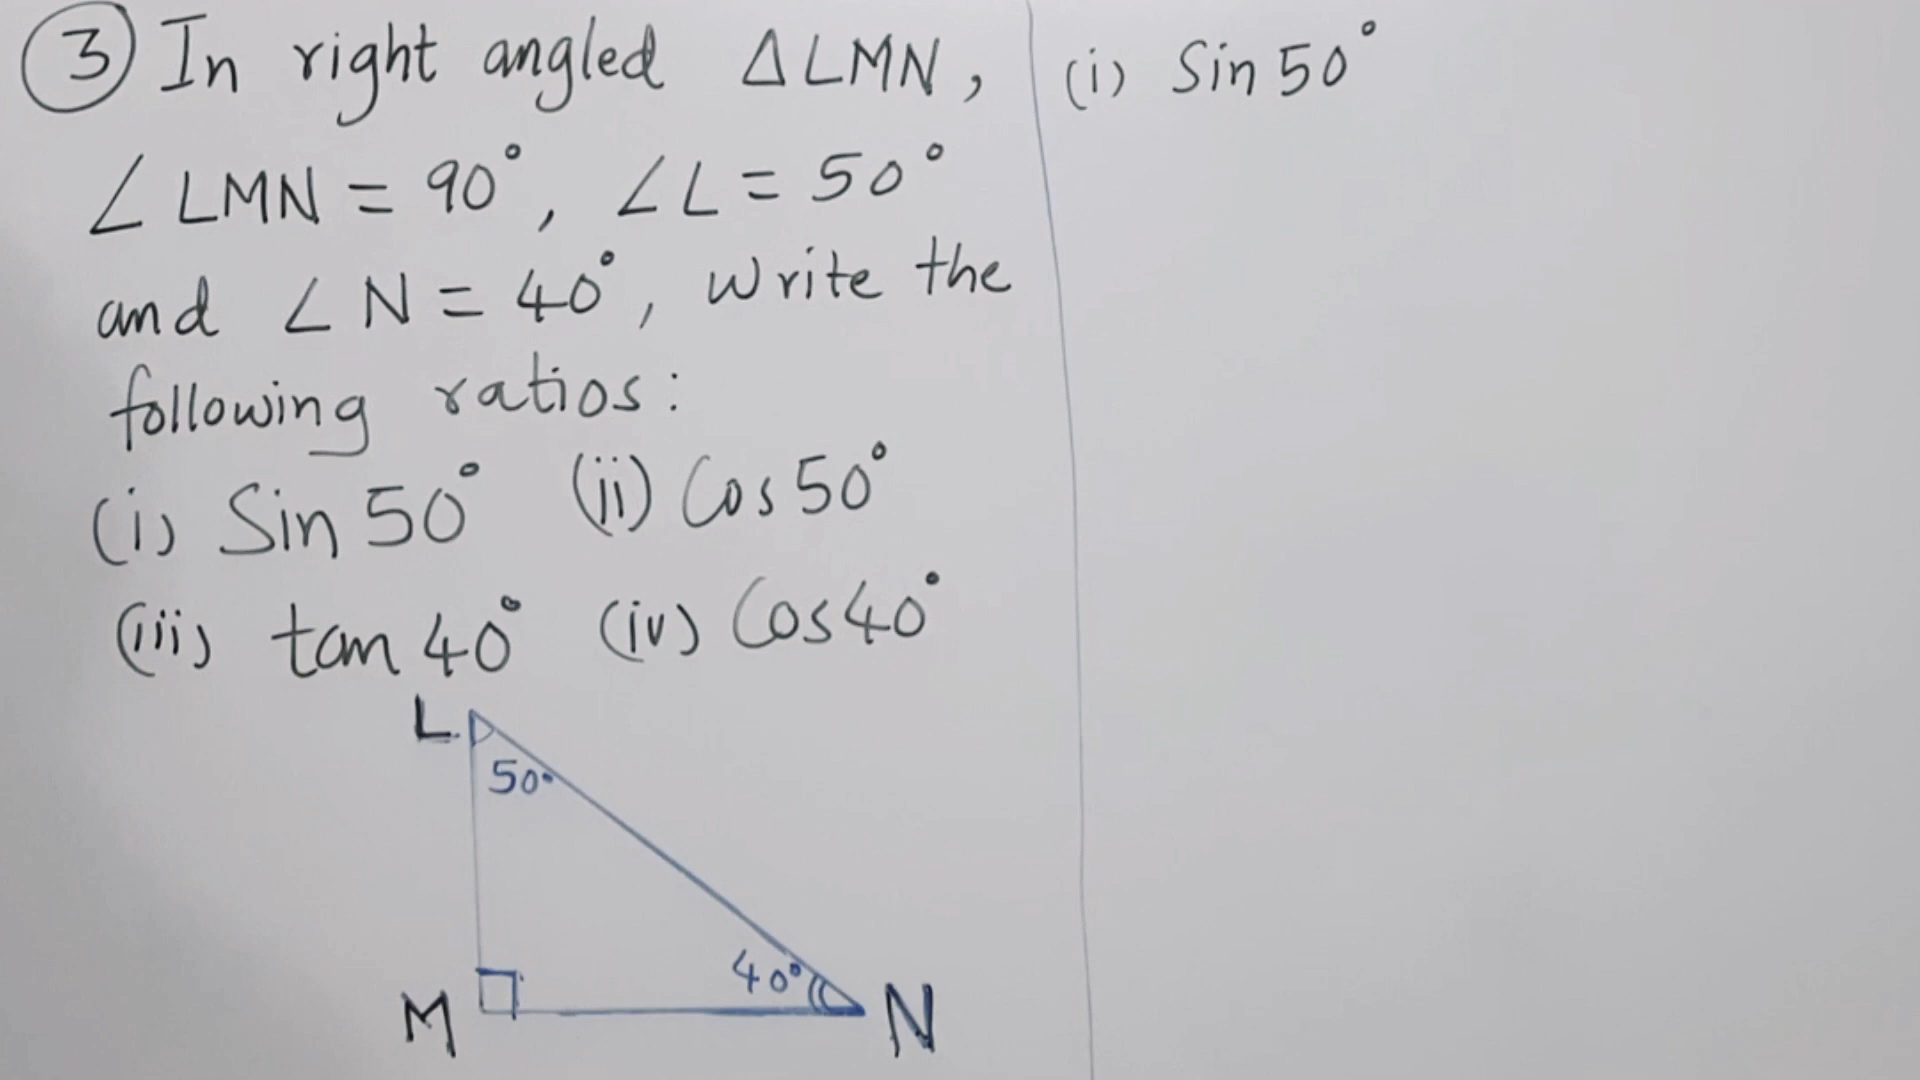 ③ In right angled ΔLMN,
∠LMN = 90°, ∠L = 50°
and ∠N = 40°, write the
following ratios:
(i) Sin 50° (ii) Cos 50°
(iii) tan 40° (iv) Cos 40°
L
50°
40°
M
N
(i) Sin 50°